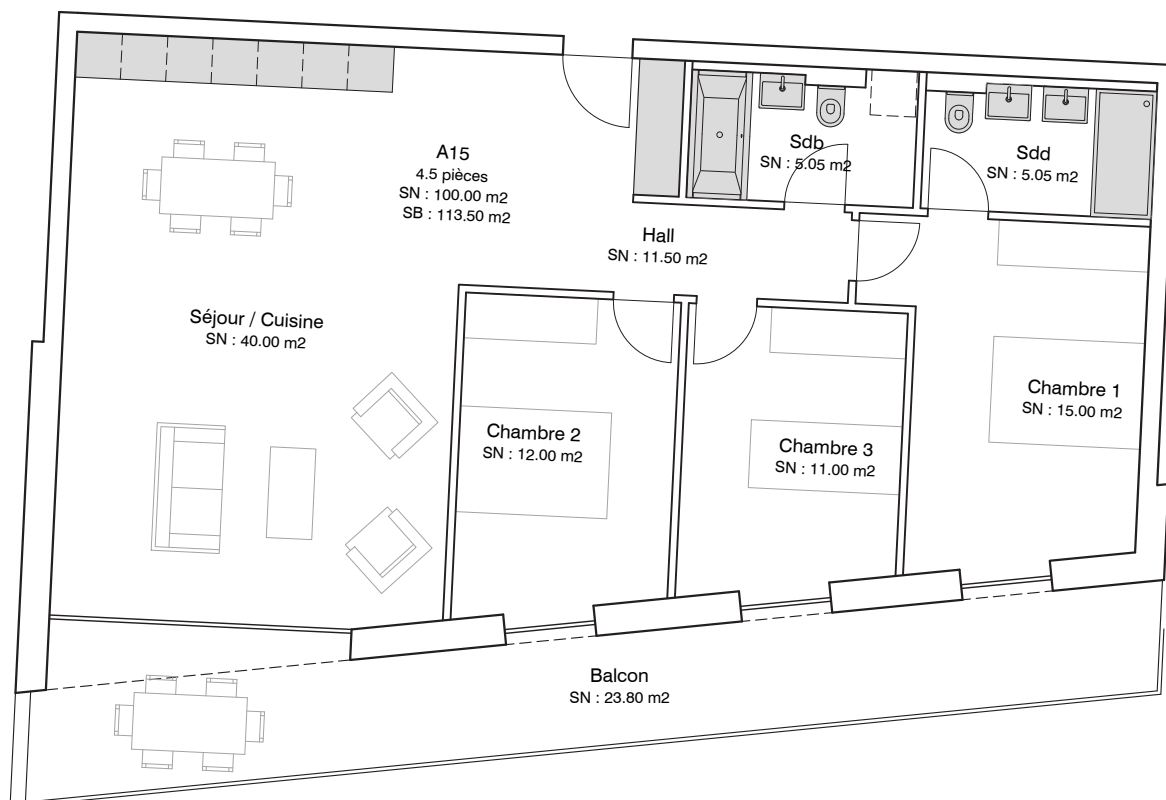 A15
4.5 pièces
SN : 100.00 m2
SB : 113.50 m2
Sdb
SN : 5.05 m2
Sdd
SN : 5.05 m2
Hall
SN : 11.50 m2
Séjour / Cuisine
SN : 40.00 m2
Chambre 1
SN : 15.00 m2
Chambre 2
SN : 12.00 m2
Chambre 3
SN : 11.00 m2
Balcon
SN : 23.80 m2